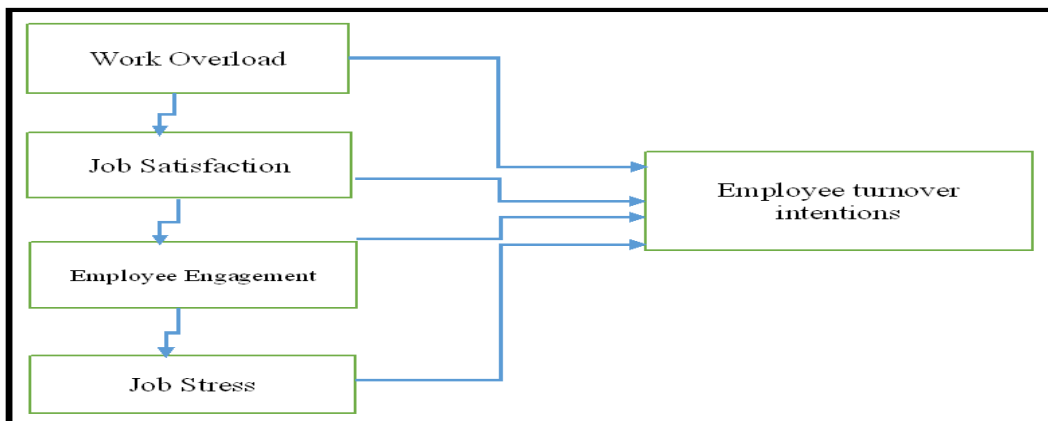 Work Overload
Job Satisfaction
Employee turnover
intentions
Employee Engagement
Job Stress